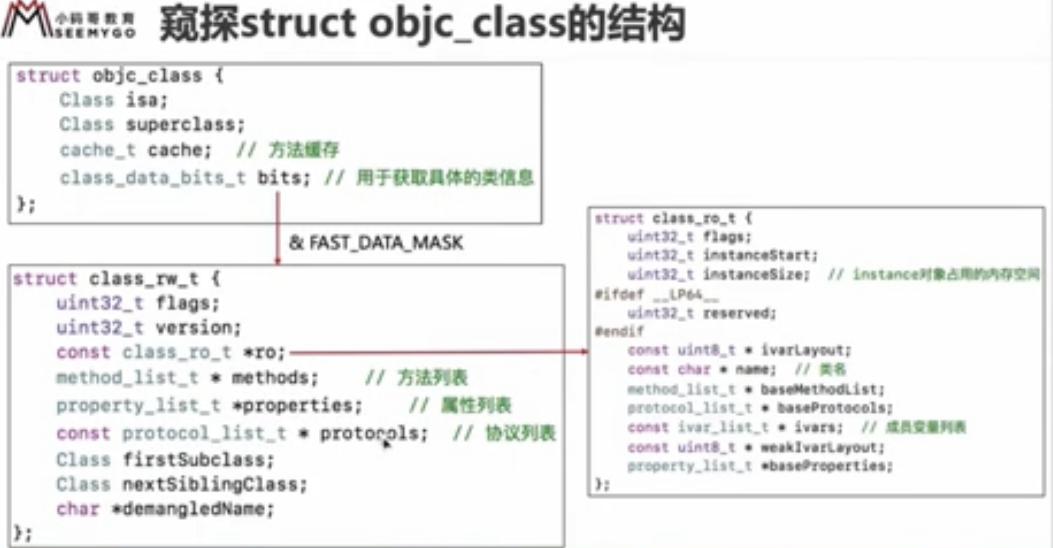 小码哥教育
SEEMYGO
窥探struct objc_class的结构
struct objc_class {
Class isa;
Class superclass;
cache_t cache; // 方法缓存
class_data_bits_t bits; // 用于获取具体的类信息
};
& FAST_DATA_MASK
struct class_rw_t {
uint32_t flags;
uint32_t version;
const class_ro_t *ro;
method_list_t * methods; // 方法列表
property_list_t *properties; // 属性列表
const protocol_list_t * protocols; // 协议列表
Class firstSubclass;
Class nextSiblingClass;
char *demangledName;
};
struct class_ro_t {
uint32_t flags;
uint32_t instanceStart;
uint32_t instanceSize; // instance对象占用的内存空间
#ifdef __LP64__
uint32_t reserved;
#endif
const uint8_t * ivarLayout;
const char * name; // 类名
method_list_t * baseMethodList;
protocol_list_t * baseProtocols;
const ivar_list_t * ivars; // 成员变量列表
const uint8_t * weakIvarLayout;
property_list_t *baseProperties;
};